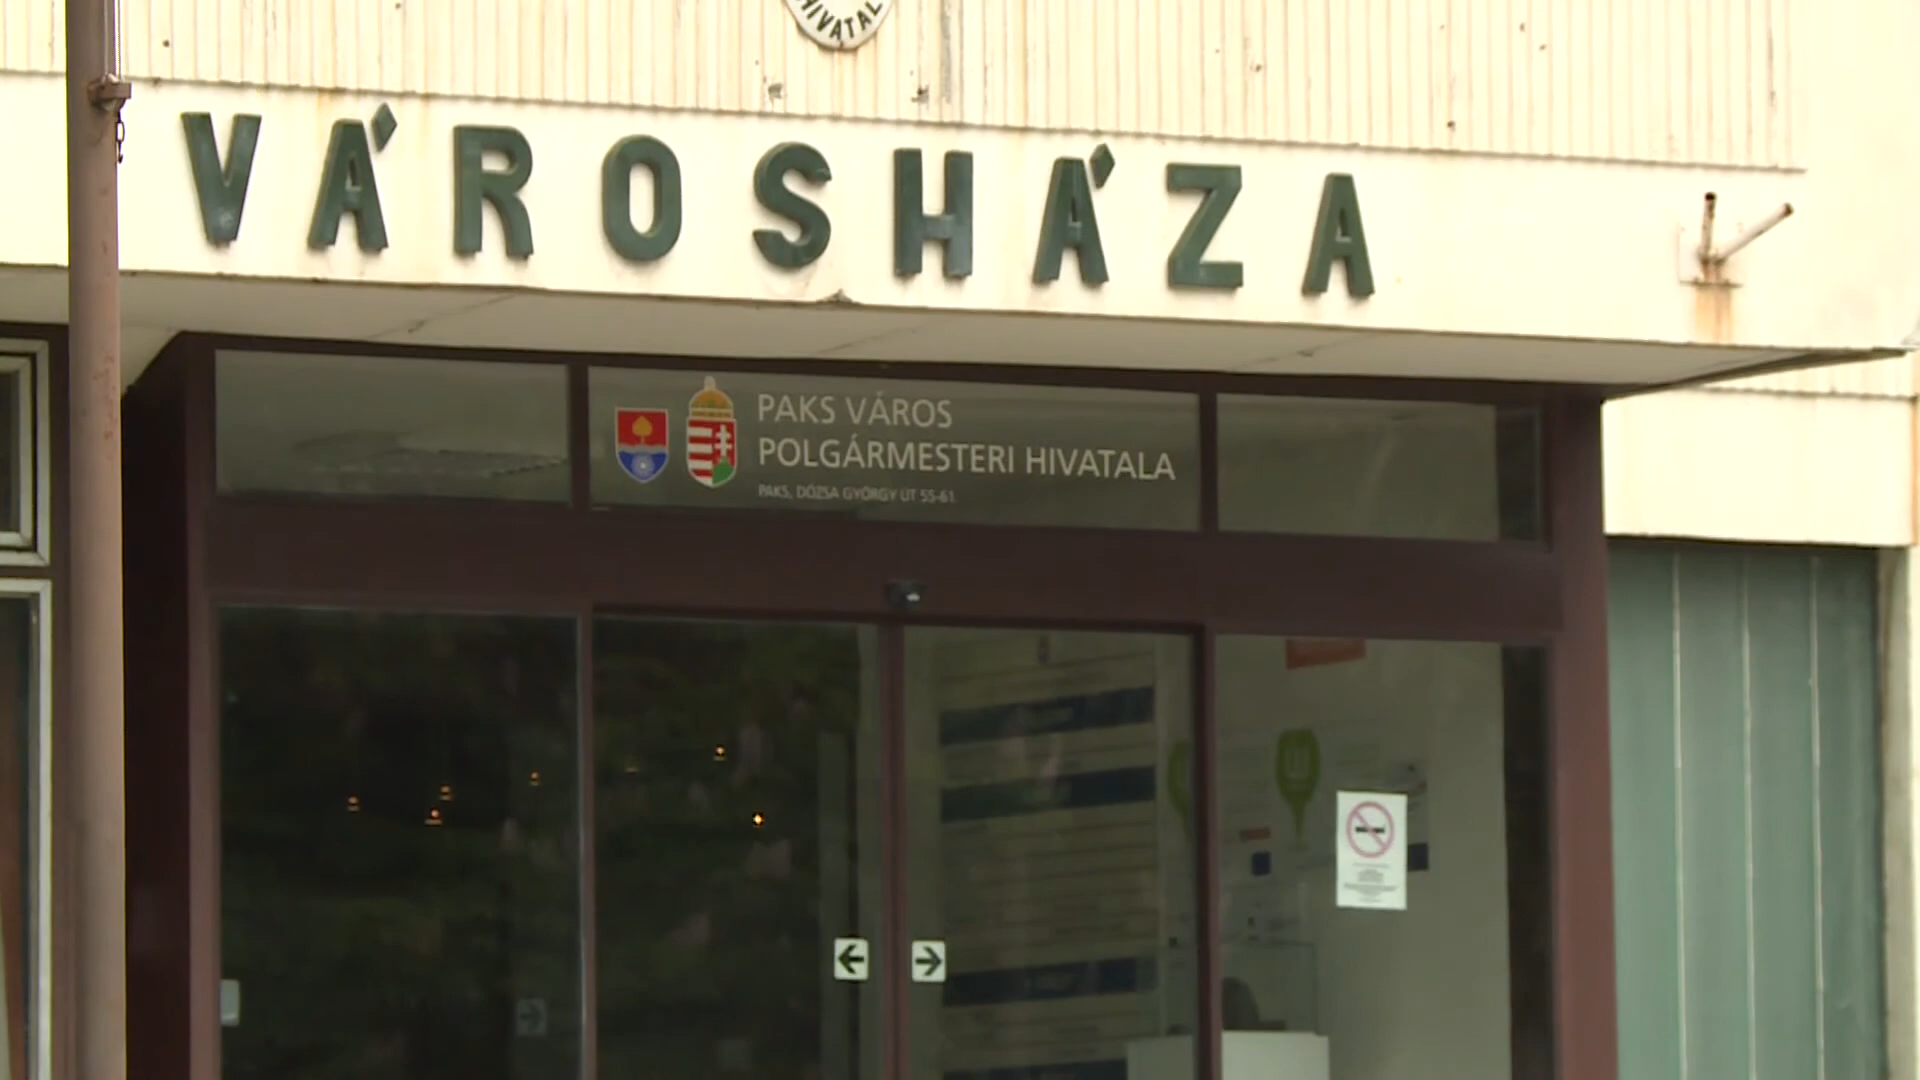 HIVATAL
VÁROSHÁZA
PAKS VÁROS
POLGÁRMESTERI HIVATALA
PAKS, DÓZSA GYÖRGY ÚT 55-61.